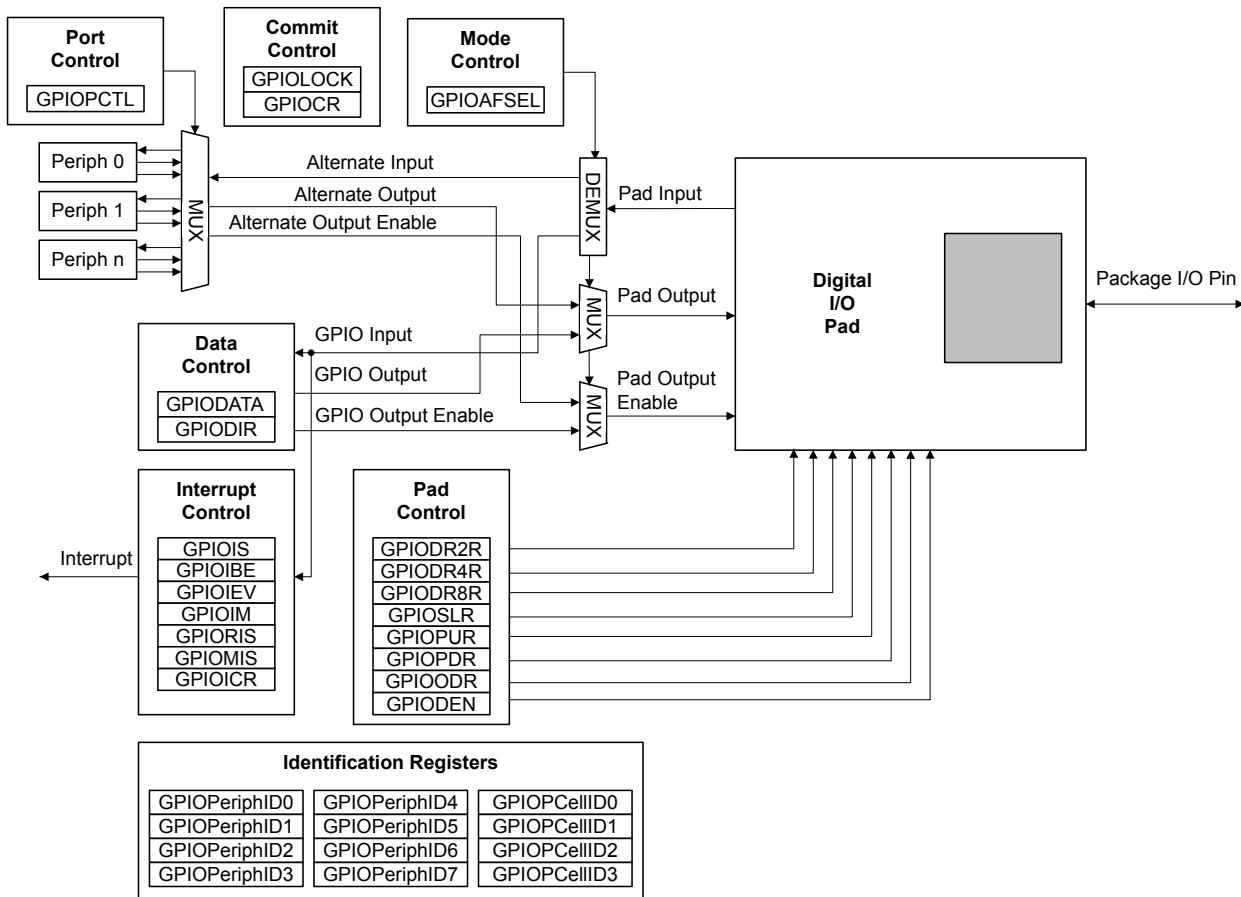 Port
Control
GPIOPCTL
Commit
Control
GPIOLOCK
GPIOCR
Mode
Control
GPIOAFSEL
Periph 0
Periph 1
Periph n
MUX
Alternate Input
Alternate Output
Alternate Output Enable
DEMUX
Pad Input
MUX
Pad Output
MUX
Pad Output
Enable
Digital
I/O
Pad
Package I/O Pin
Data
Control
GPIODATA
GPIODIR
GPIO Input
GPIO Output
GPIO Output Enable
Interrupt
Interrupt
Control
GPIOIS
GPIOIBE
GPIOIEV
GPIOIM
GPIORIS
GPIOMIS
GPIOICR
Pad
Control
GPIODR2R
GPIODR4R
GPIODR8R
GPIOSLR
GPIOPUR
GPIOPDR
GPIOODR
GPIODEN
Identification Registers
GPIOPeriphID0
GPIOPeriphID1
GPIOPeriphID2
GPIOPeriphID3
GPIOPeriphID4
GPIOPeriphID5
GPIOPeriphID6
GPIOPeriphID7
GPIOPCellID0
GPIOPCellID1
GPIOPCellID2
GPIOPCellID3